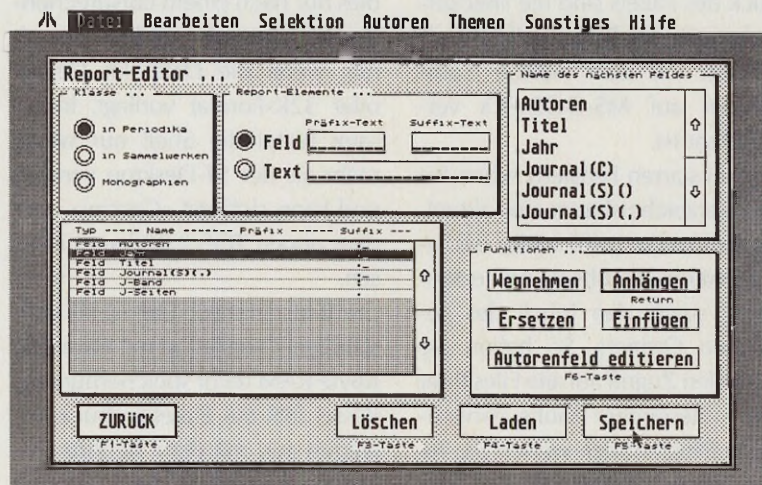 Datei Bearbeiten Selektion Autoren Themen Sonstiges Hilfe
Report-Editor ...
Klasse ...
in Periodika
in Sammelwerken
Monographien
Report-Elemente ...
Präfix-Text Suffix-Text
Feld
Text
Name des nächsten Feldes
Autoren
Titel
Jahr
Journal(C)
Journal(S)()
Journal(S)(.)
Typ ---- Name ---- Präfix ---- Suffix ----
Feld Autoren :_
Feld Jahr
Feld Titel :_
Feld Journal(S)(.) :_
Feld J-Band :
Feld J-Seiten .
Funktionen ...
Wegnehmen Anhängen
Return
Ersetzen Einfügen
Autorenfeld editieren
F6-Taste
ZURÜCK Löschen Laden Speichern
F1-Taste F3-Taste F4-Taste F5-Taste